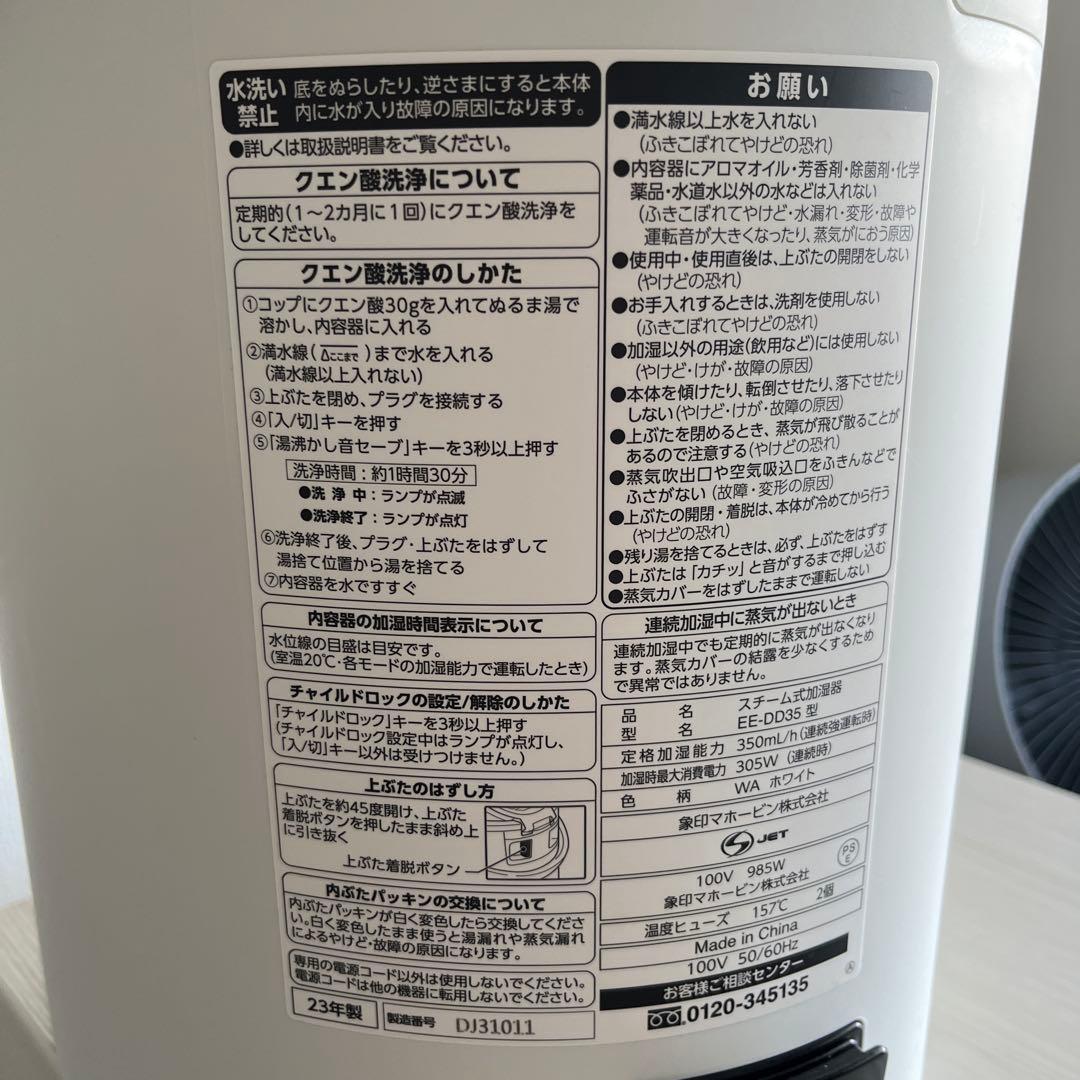 水洗い
禁止
底をぬらしたり、逆さまにすると本体
内に水が入り故障の原因になります。
●詳しくは取扱説明書をご覧ください。
クエン酸洗浄について
定期的(1～2カ月に1回)にクエン酸洗浄を
してください。
クエン酸洗浄のしかた
①コップにクエン酸30gを入れてぬるま湯で
溶かし、内容器に入れる
②満水線(△ここまで)まで水を入れる
(満水線以上入れない)
③上ぶたを閉め、プラグを接続する
④「入/切」キーを押す
⑤「湯沸かし音セーブ」キーを3秒以上押す
洗浄時間：約1時間30分
●洗 浄 中：ランプが点滅
●洗浄終了：ランプが点灯
⑥洗浄終了後、プラグ・上ぶたをはずして
湯捨て位置から湯を捨てる
⑦内容器を水ですすぐ
内容器の加湿時間表示について
水位線の目盛は目安です。
(室温20℃・各モードの加湿能力で運転したとき)
チャイルドロックの設定/解除のしかた
「チャイルドロック」キーを3秒以上押す
(チャイルドロック設定中はランプが点灯し、
「入/切」キー以外は受けつけません。)
上ぶたのはずし方
上ぶたを約45度開け、上ぶた
着脱ボタンを押したまま斜め上
に引き抜く
上ぶた着脱ボタン
内ぶたパッキンの交換について
内ぶたパッキンが白く変色したら交換してくださ
い。白く変色したまま使うと湯漏れや蒸気漏れ
によるやけど・故障の原因になります。
専用の電源コード以外は使用しないでください。
電源コードは他の機器に転用しないでください。
23年製
製造番号 DJ31011
お願い
●満水線以上水を入れない
(ふきこぼれてやけどの恐れ)
●内容器にアロマオイル・芳香剤・除菌剤・化学
薬品・水道水以外の水などは入れない
(ふきこぼれてやけど・水漏れ・変形・故障や
運転音が大きくなったり、蒸気がにおう原因)
●使用中・使用直後は、上ぶたの開閉をしない
(やけどの恐れ)
●お手入れするときは、洗剤を使用しない
(ふきこぼれてやけどの恐れ)
●加湿以外の用途(飲用など)には使用しない
(やけど・けが・故障の原因)
●本体を傾けたり、転倒させたり、落下させたり
しない(やけど・けが・故障の原因)
●上ぶたを閉めるとき、蒸気が飛び散ることが
あるので注意する(やけどの恐れ)
●蒸気吹出口や空気吸込口をふきんなどで
ふさがない(故障・変形の原因)
●上ぶたの開閉・着脱は、本体が冷めてから行う
(やけどの恐れ)
●残り湯を捨てるときは、必ず、上ぶたをはずす
●上ぶたは「カチッ」と音がするまで押し込む
●蒸気カバーをはずしたままで運転しない
連続加湿中に蒸気が出ないとき
連続加湿中でも定期的に蒸気が出なくなり
ます。蒸気カバーの結露を少なくするため
で異常ではありません。
品 名 スチーム式加湿器
型 名 EE-DD35 型
定格加湿能力 350mL/h(連続強運転時)
加湿時最大消費電力 305W(連続時)
色 柄 WA ホワイト
象印マホービン株式会社
S JET
PS
E
100V 985W
象印マホービン株式会社
温度ヒューズ 157℃ 2個
Made in China
100V 50/60Hz
お客様ご相談センター
Ⓐ
0120-345135